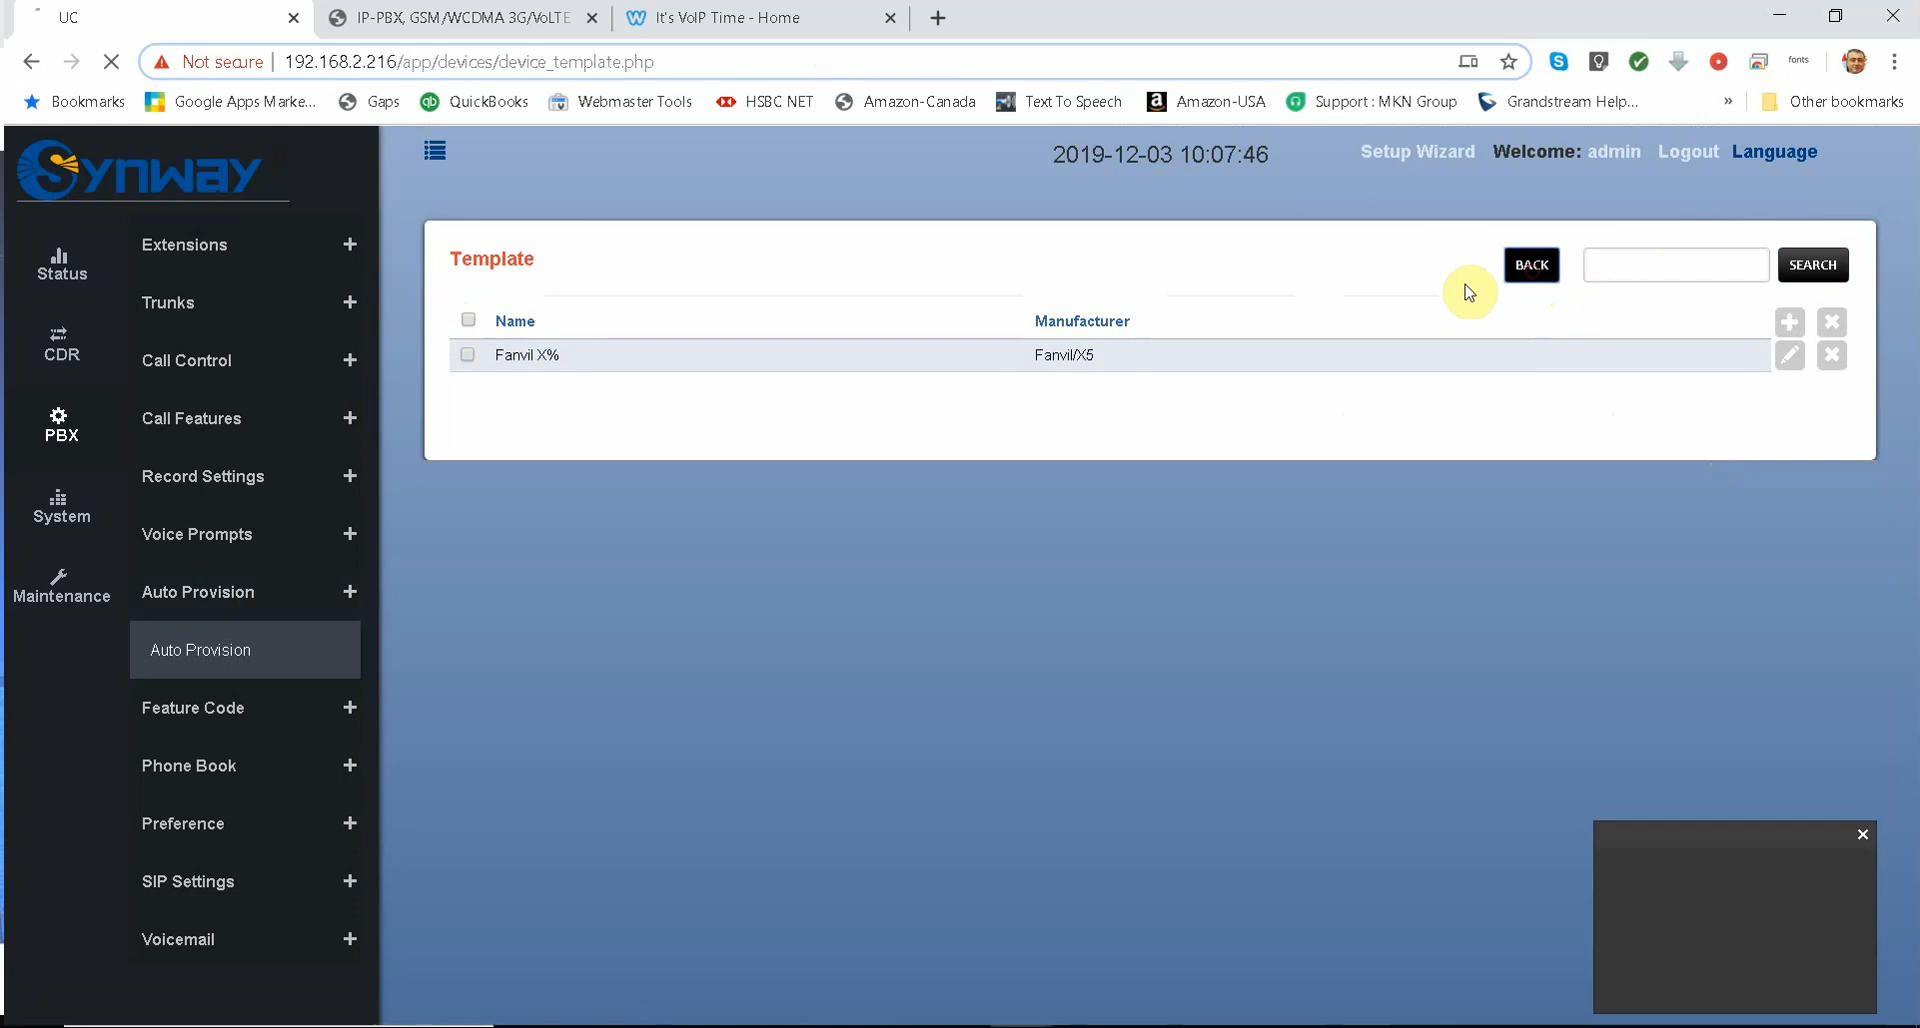 UC
IP-PBX, GSM/WCDMA 3G/VoLTE
It's VoIP Time - Home
Not secure
192.168.2.216/app/devices/device_template.php
fonts
Bookmarks
Google Apps Marke...
Gaps
QuickBooks
Webmaster Tools
HSBC NET
Amazon-Canada
Text To Speech
Amazon-USA
Support : MKN Group
Grandstream Help...
»
Other bookmarks
Synway
2019-12-03 10:07:46
Setup Wizard
Welcome: admin
Logout
Language
Status
CDR
PBX
System
Maintenance
Extensions
Trunks
Call Control
Call Features
Record Settings
Voice Prompts
Auto Provision
Auto Provision
Feature Code
Phone Book
Preference
SIP Settings
Voicemail
Template
BACK
SEARCH
Name
Manufacturer
Fanvil X%
Fanvil/X5